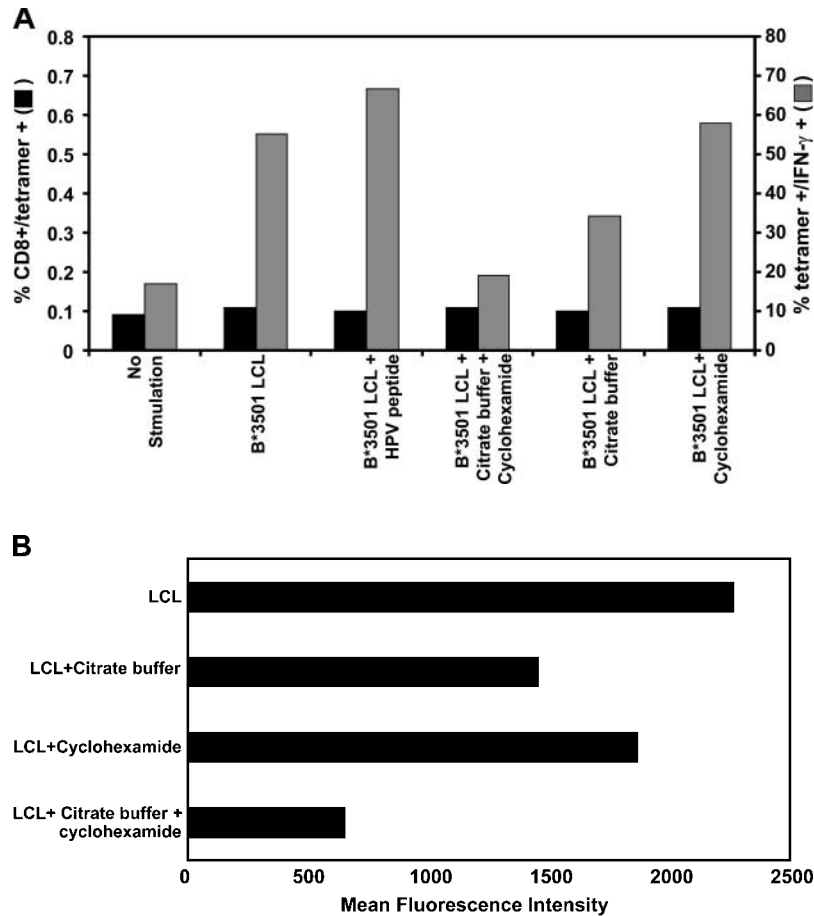 A
% CD8+/tetramer + (■)
0.8
0.7
0.6
0.5
0.4
0.3
0.2
0.1
0
80
70
60
50
40
30
20
10
0
% tetramer +/IFN-γ + (■)
No
Stmulation
B*3501 LCL
B*3501 LCL +
HPV peptide
B*3501 LCL +
Citrate buffer +
Cyclohexamide
B*3501 LCL +
Citrate buffer
B*3501 LCL+
Cyclohexamide
B
LCL
LCL+Citrate buffer
LCL+Cyclohexamide
LCL+ Citrate buffer +
cyclohexamide
0 500 1000 1500 2000 2500
Mean Fluorescence Intensity